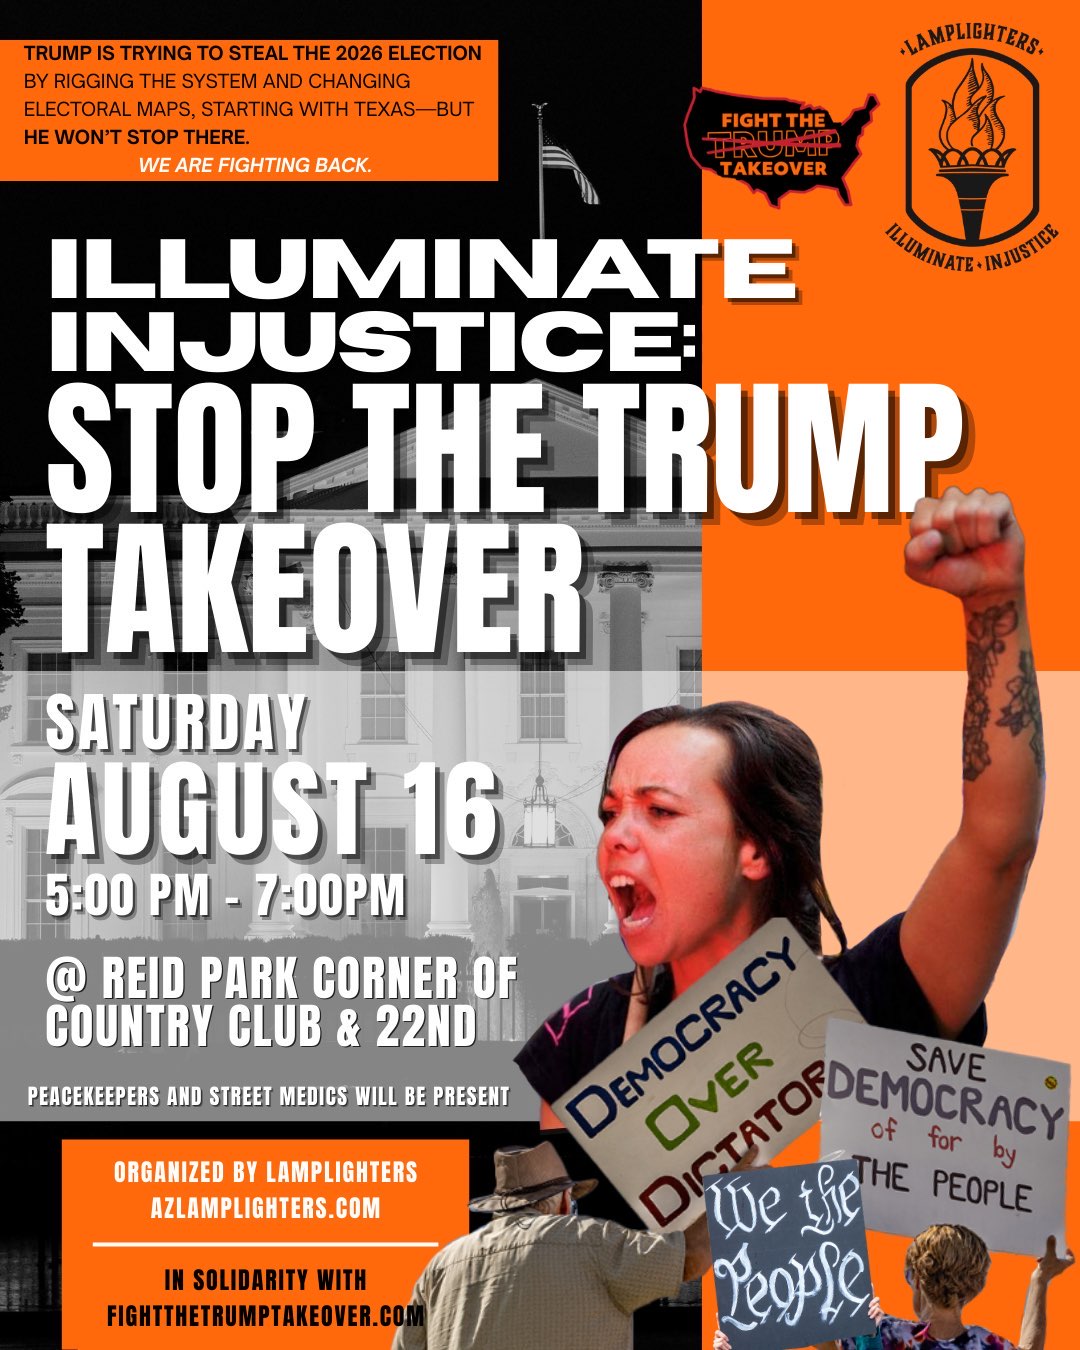 TRUMP IS TRYING TO STEAL THE 2026 ELECTION
BY RIGGING THE SYSTEM AND CHANGING
ELECTORAL MAPS, STARTING WITH TEXAS—BUT
HE WON'T STOP THERE.
WE ARE FIGHTING BACK.
FIGHT THE
TRUMP
TAKEOVER
•LAMPLIGHTERS•
ILLUMINATE • INJUSTICE
ILLUMINATE
INJUSTICE:
STOP THE TRUMP
TAKEOVER
SATURDAY
AUGUST 16
5:00 PM - 7:00PM
@ REID PARK CORNER OF
COUNTRY CLUB & 22ND
PEACEKEEPERS AND STREET MEDICS WILL BE PRESENT
ORGANIZED BY LAMPLIGHTERS
AZLAMPLIGHTERS.COM
IN SOLIDARITY WITH
FIGHTTHETRUMPTAKEOVER.COM
DEMOCRACY
OVER
DICTATOR
SAVE
DEMOCRACY
of for by
THE PEOPLE
We the
People